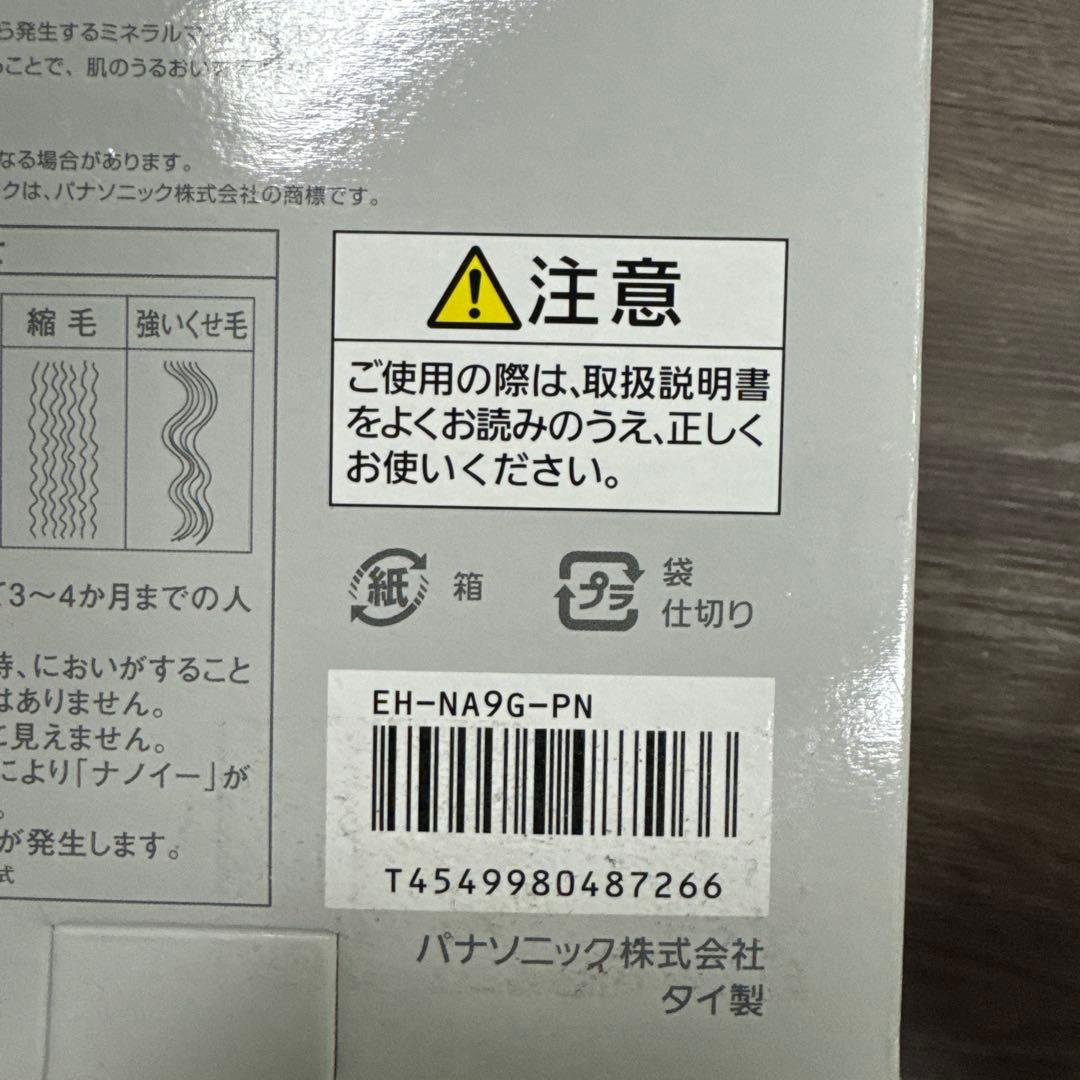 ら発生するミネラルで
ことで、肌のうるおい
なる場合があります。
クは、パナソニック株式会社の商標です。
縮毛
強いくせ毛
注意
ご使用の際は、取扱説明書
をよくお読みのうえ、正しく
お使いください。
紙 箱
プラ 袋
仕切り
て3〜4か月までの人
時、においがすること
はありません。
に見えません。
により「ナノイー」が
が発生します。
式
EH-NA9G-PN
T4549980487266
パナソニック株式会社
タイ製